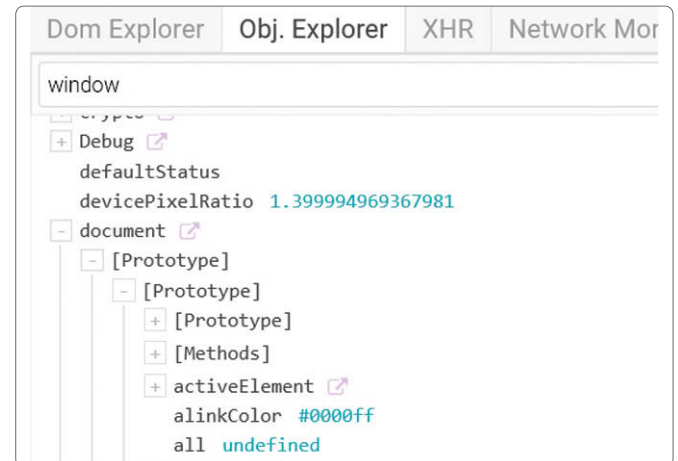 Dom Explorer Obj. Explorer XHR Network Mor
window
crypto
+ Debug
defaultStatus
devicePixelRatio 1.399994969367981
- document
- [Prototype]
- [Prototype]
+ [Prototype]
+ [Methods]
+ activeElement
alinkColor #0000ff
all undefined